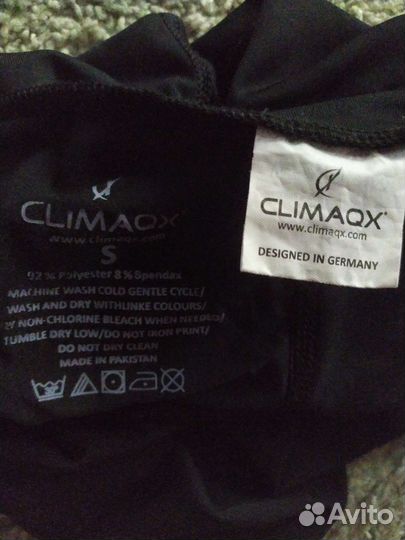 CLIMAQX
www.climaqx.com
S
92 % Polyester 8 % Spendax
MACHINE WASH COLD GENTLE CYCLE/
WASH AND DRY WITHLINKE COLOURS/
NON-CHLORINE BLEACH WHEN NEEDED/
TUMBLE DRY LOW/DO NOT IRON PRINT/
DO NOT DRY CLEAN
MADE IN PAKISTAN
CLIMAQX®
www.climaqx.com
DESIGNED IN GERMANY
Avito